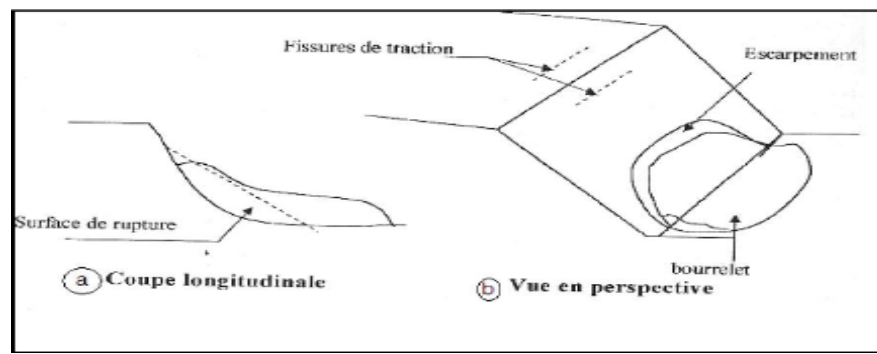 Fissures de traction
Escarpement
Surface de rupture
bourrelet
a Coupe longitudinale
b Vue en perspective